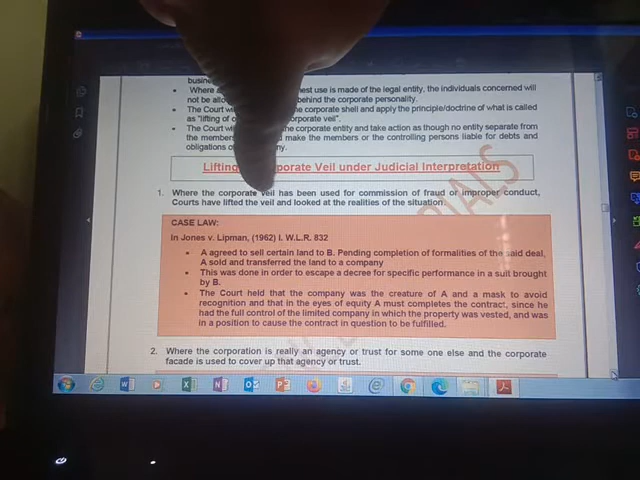 busine
• Where a nest use is made of the legal entity, the individuals concerned will
not be allo behind the corporate personality.
• The Court wi the corporate shell and apply the principle/doctrine of what is called
as "lifting of orporate veil".
• The Court wi the corporate entity and take action as though no entity separate from
the members make the members or the controlling persons liable for debts and
obligations of ny.
Lifting porate Veil under Judicial Interpretation
1. Where the corporate veil has been used for commission of fraud or improper conduct,
Courts have lifted the veil and looked at the realities of the situation.
CASE LAW:
In Jones v. Lipman, (1962) I. W.L.R. 832
• A agreed to sell certain land to B. Pending completion of formalities of the said deal,
A sold and transferred the land to a company
• This was done in order to escape a decree for specific performance in a suit brought
by B.
• The Court held that the company was the creature of A and a mask to avoid
recognition and that in the eyes of equity A must completes the contract, since he
had the full control of the limited company in which the property was vested, and was
in a position to cause the contract in question to be fulfilled.
2. Where the corporation is really an agency or trust for some one else and the corporate
facade is used to cover up that agency or trust.